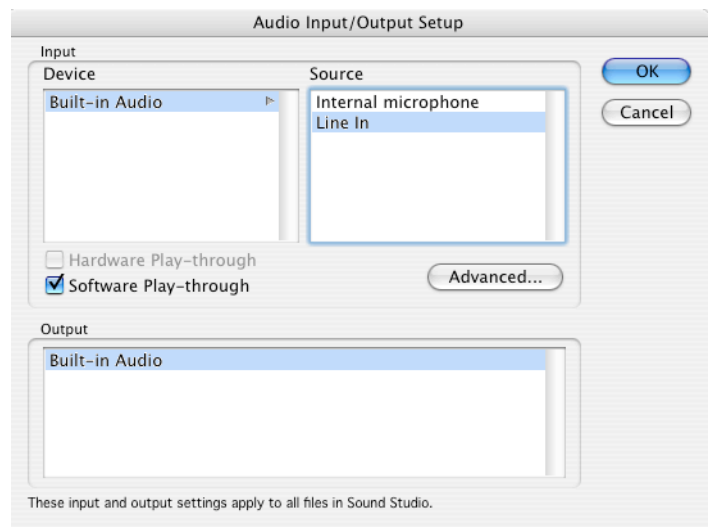 Audio Input/Output Setup
Input
Device
Source
OK
Built-in Audio
Internal microphone
Line In
Cancel
Hardware Play-through
Software Play-through
Advanced...
Output
Built-in Audio
These input and output settings apply to all files in Sound Studio.